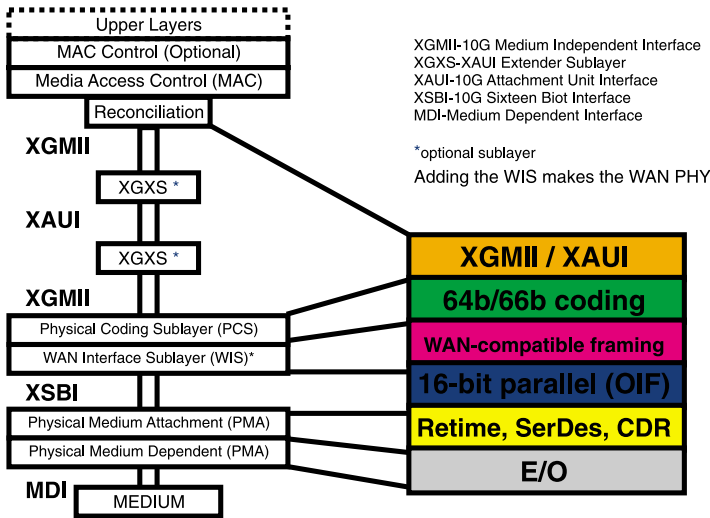 Upper Layers
MAC Control (Optional)
Media Access Control (MAC)
Reconciliation
XGMII
XGXS *
XAUI
XGXS *
XGMII
Physical Coding Sublayer (PCS)
WAN Interface Sublayer (WIS)*
XSBI
Physical Medium Attachment (PMA)
Physical Medium Dependent (PMA)
MDI
MEDIUM
XGMII-10G Medium Independent Interface
XGXS-XAUI Extender Sublayer
XAUI-10G Attachment Unit Interface
XSBI-10G Sixteen Biot Interface
MDI-Medium Dependent Interface
*optional sublayer
Adding the WIS makes the WAN PHY
XGMII / XAUI
64b/66b coding
WAN-compatible framing
16-bit parallel (OIF)
Retime, SerDes, CDR
E/O